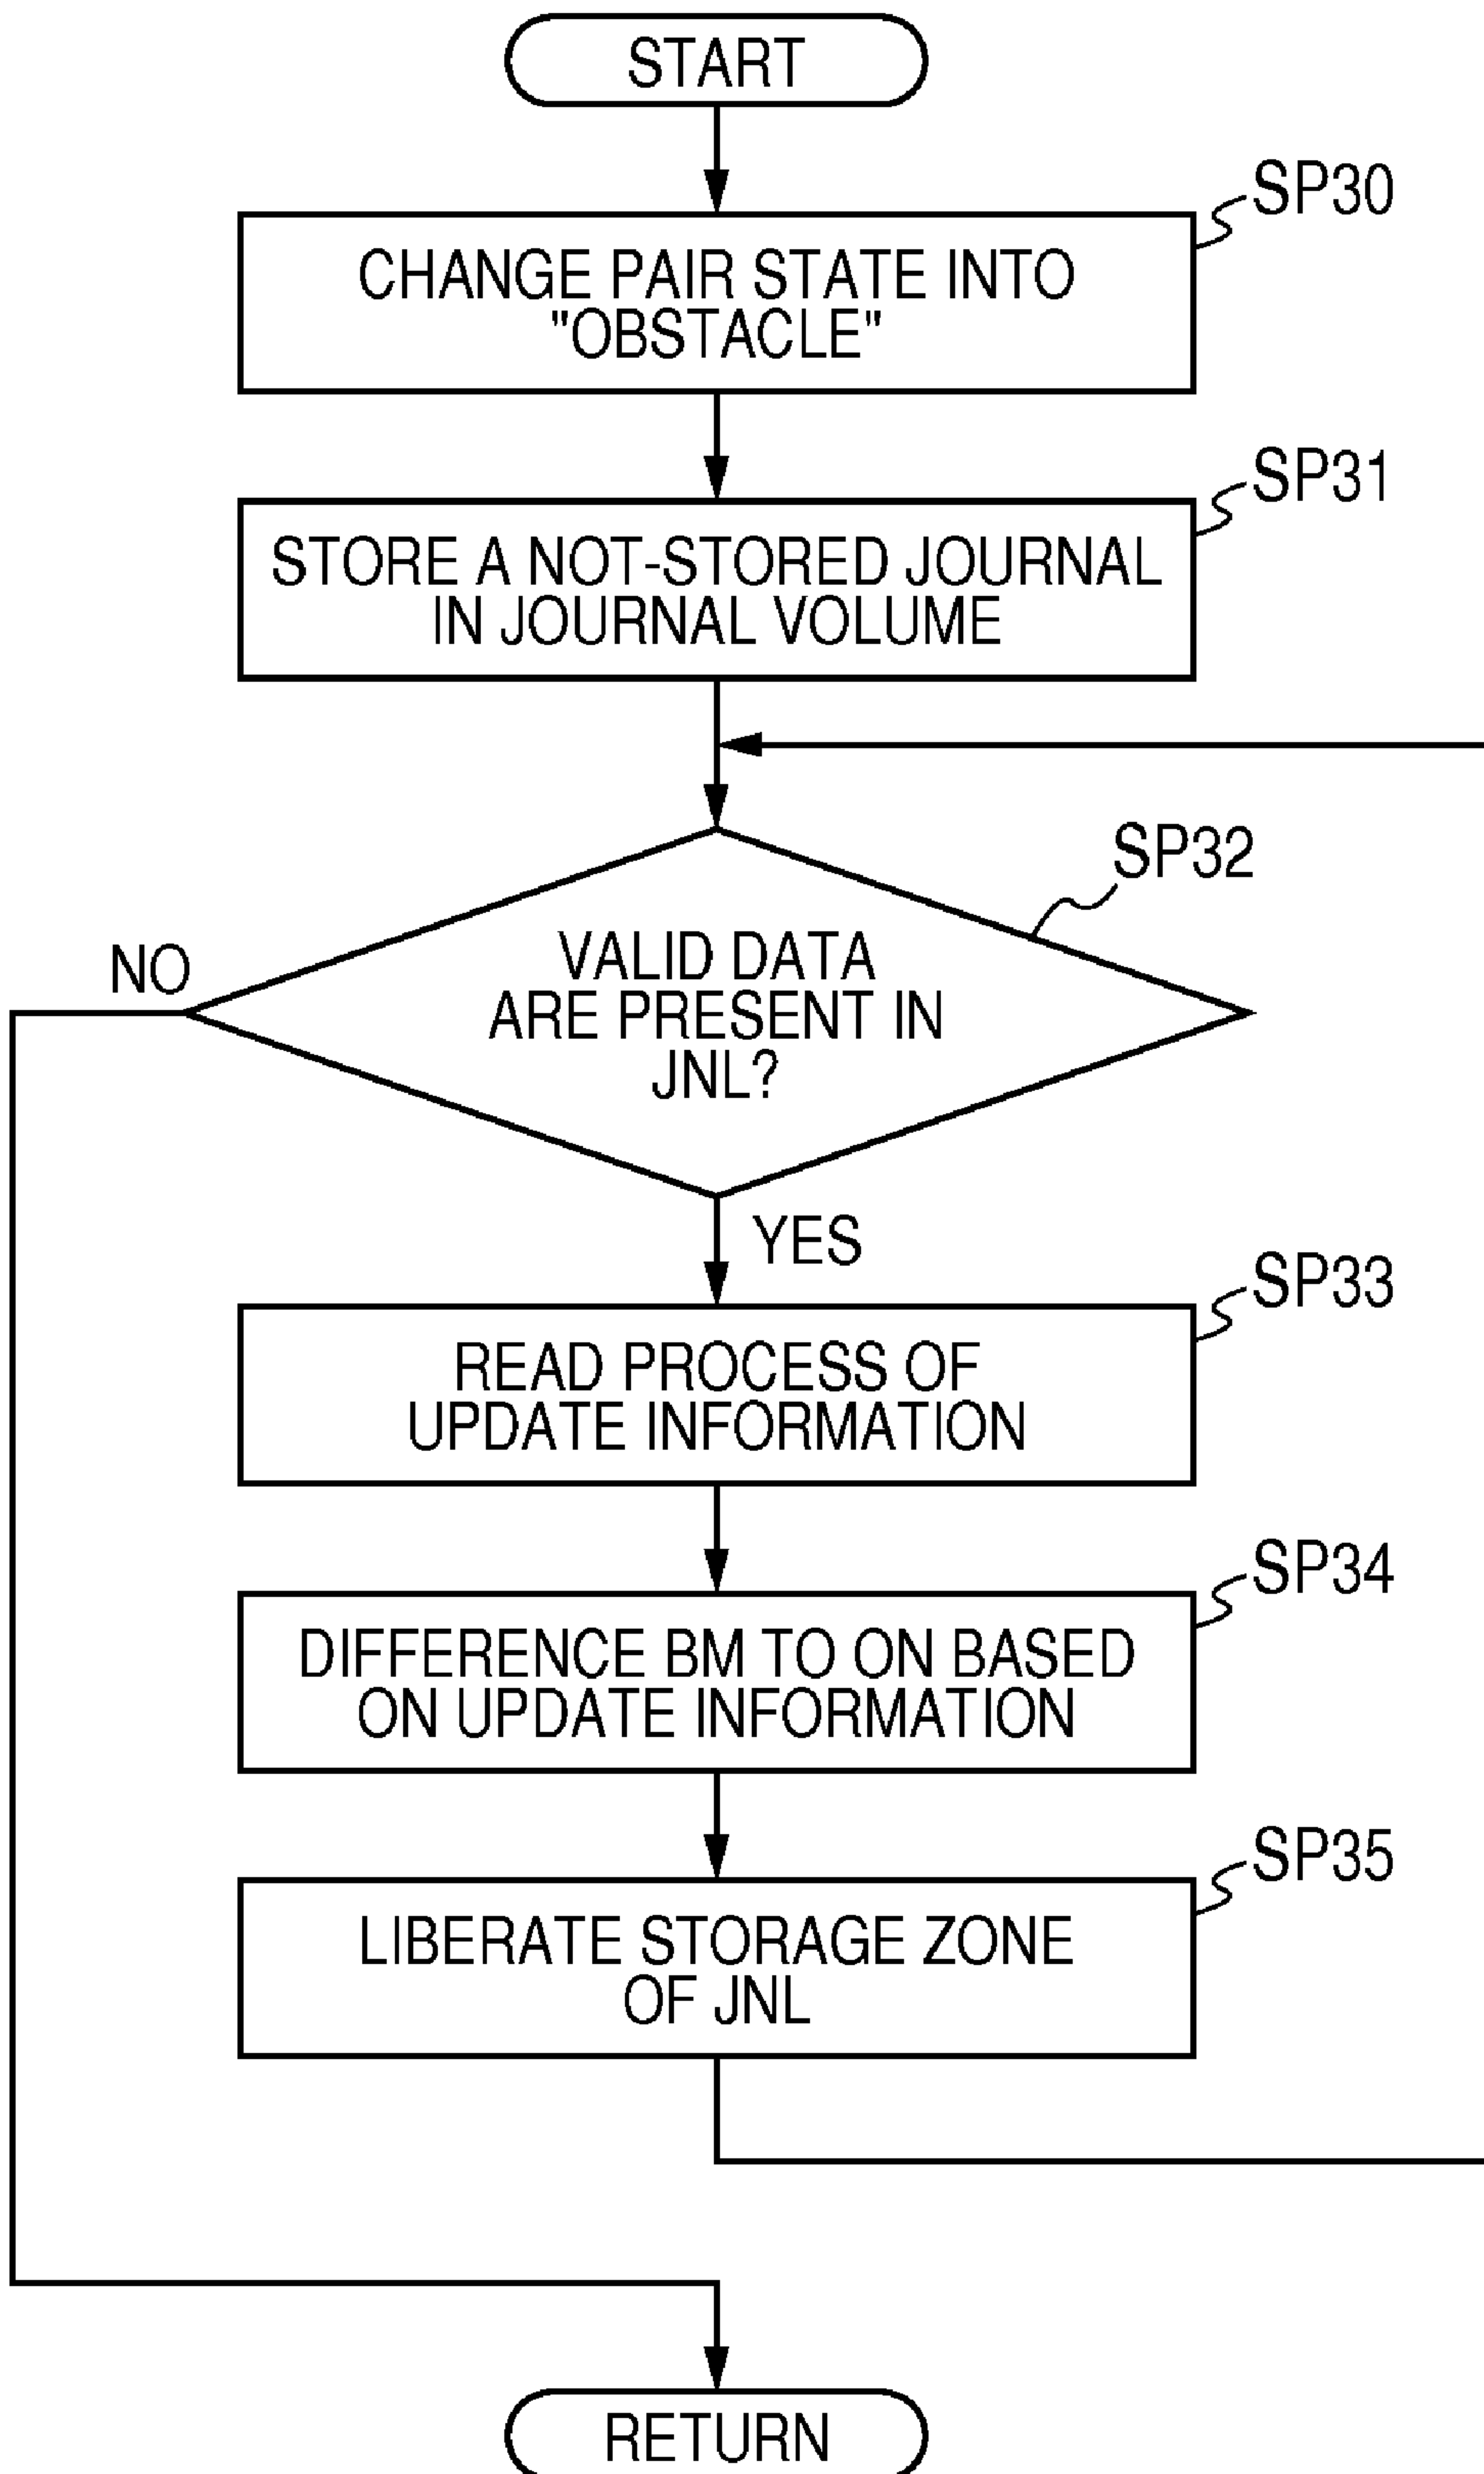 START
SP30
CHANGE PAIR STATE INTO
"OBSTACLE"
SP31
STORE A NOT-STORED JOURNAL
IN JOURNAL VOLUME
SP32
NO
VALID DATA
ARE PRESENT IN
JNL?
YES
SP33
READ PROCESS OF
UPDATE INFORMATION
SP34
DIFFERENCE BM TO ON BASED
ON UPDATE INFORMATION
SP35
LIBERATE STORAGE ZONE
OF JNL
RETURN